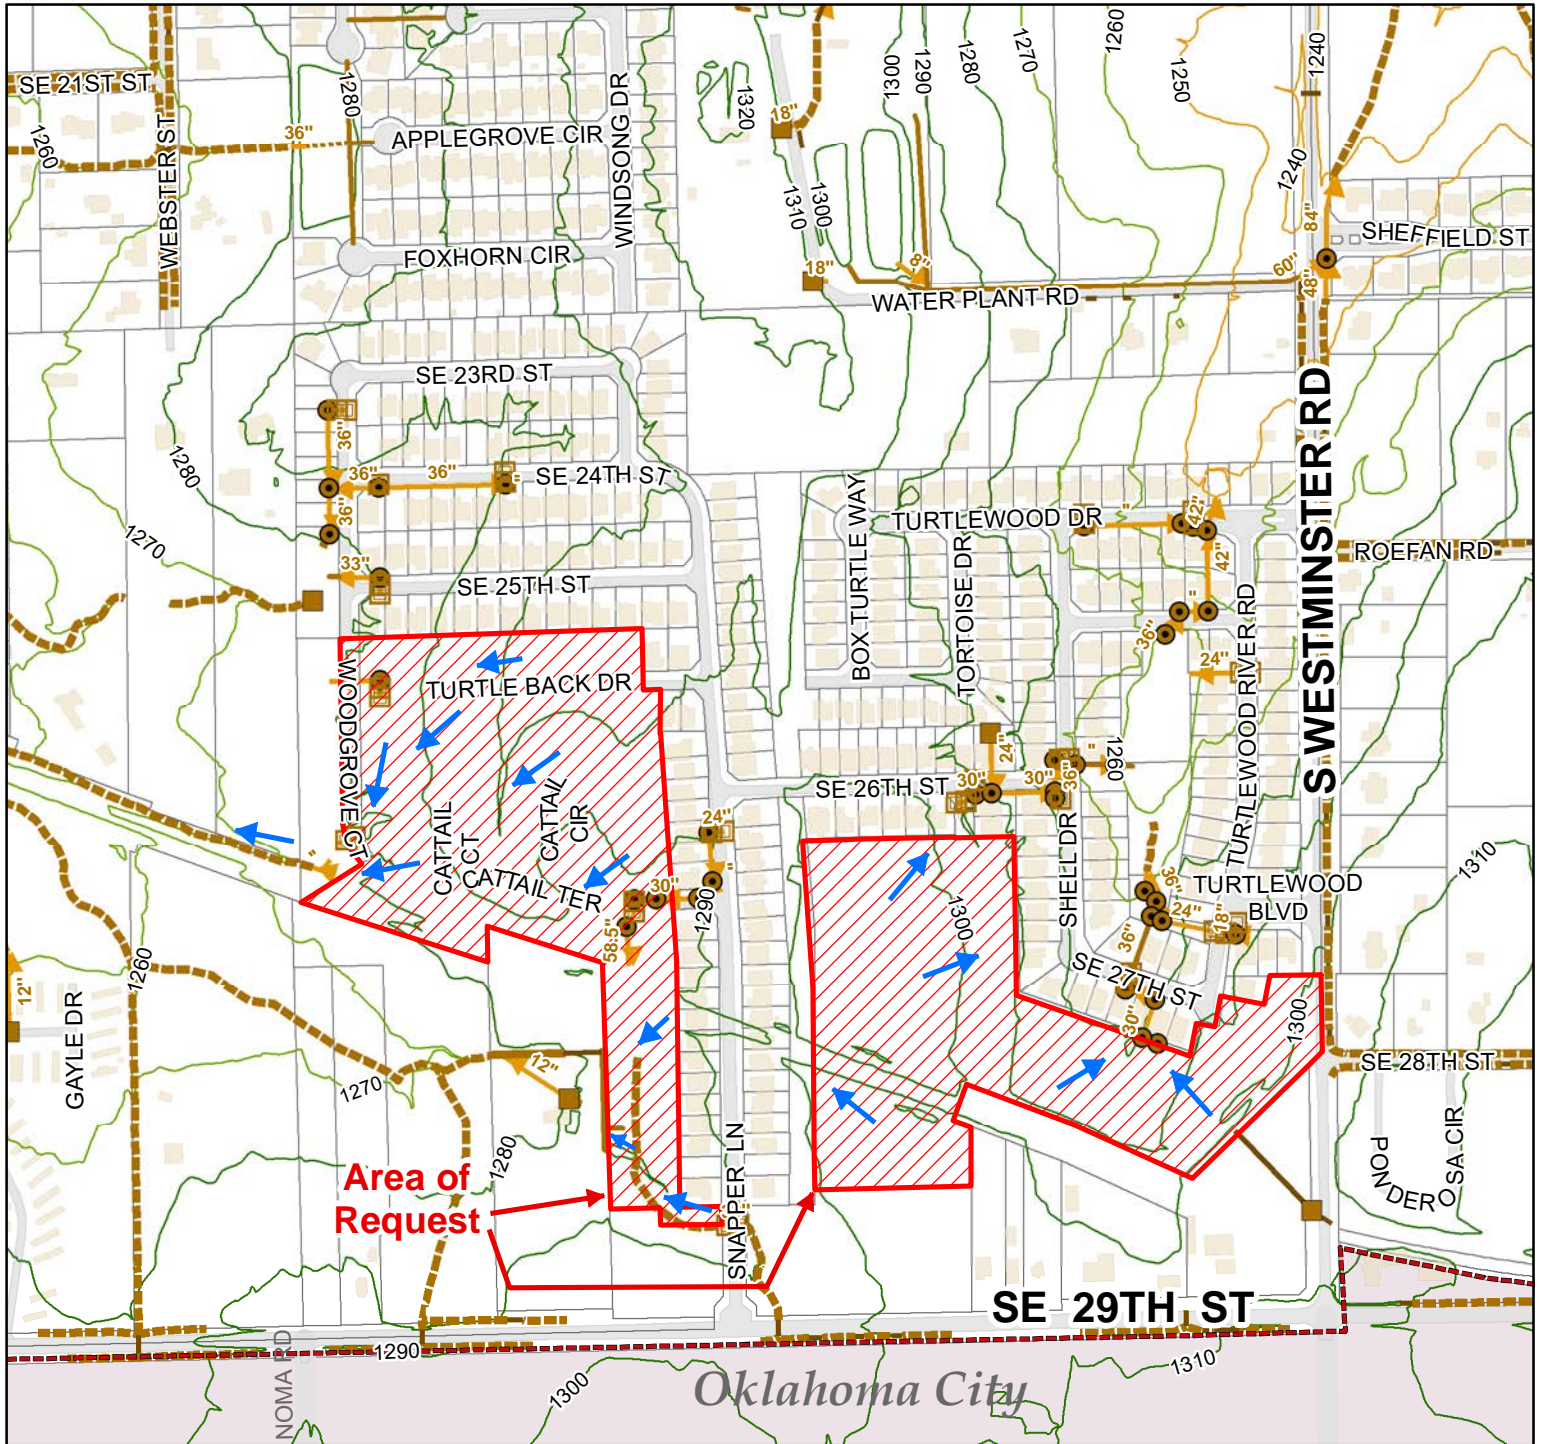 SE 21ST ST
WEBSTER ST
1260
36"
1280
APPLEGROVE CIR
WINDSONG DR
FOXHORN CIR
1320
18"
1310
1300
18"
1300
1290
1280
1270
1260
1250
1240
1240
8"
WATER PLANT RD
60"
84"
48"
SHEFFIELD ST
SE 23RD ST
36"
36"
36"
36"
"
SE 24TH ST
1280
1270
33"
SE 25TH ST
BOX TURTLE WAY
TURTLEWOOD DR
TORTOISE DR
"
42"
42"
"
36"
24"
TURTLEWOOD RIVER RD
S WESTMINSTER RD
ROEFAN RD
WOODGROVE CT
TURTLE BACK DR
CATTAIL
CT
CATTAIL
CIR
CATTAIL TER
"
24"
"
30"
58.5"
1290
SE 26TH ST
24"
30"
30"
36"
"
1260
SHELL DR
1300
36"
24"
18"
36"
30"
TURTLEWOOD
BLVD
SE 27TH ST
1300
1310
SE 28TH ST
12"
GAYLE DR
1260
1270
12"
1280
Area of
Request
SNAPPER LN
PONDEROSA CIR
SE 29TH ST
NOMA RD
1290
1300
Oklahoma City
1310